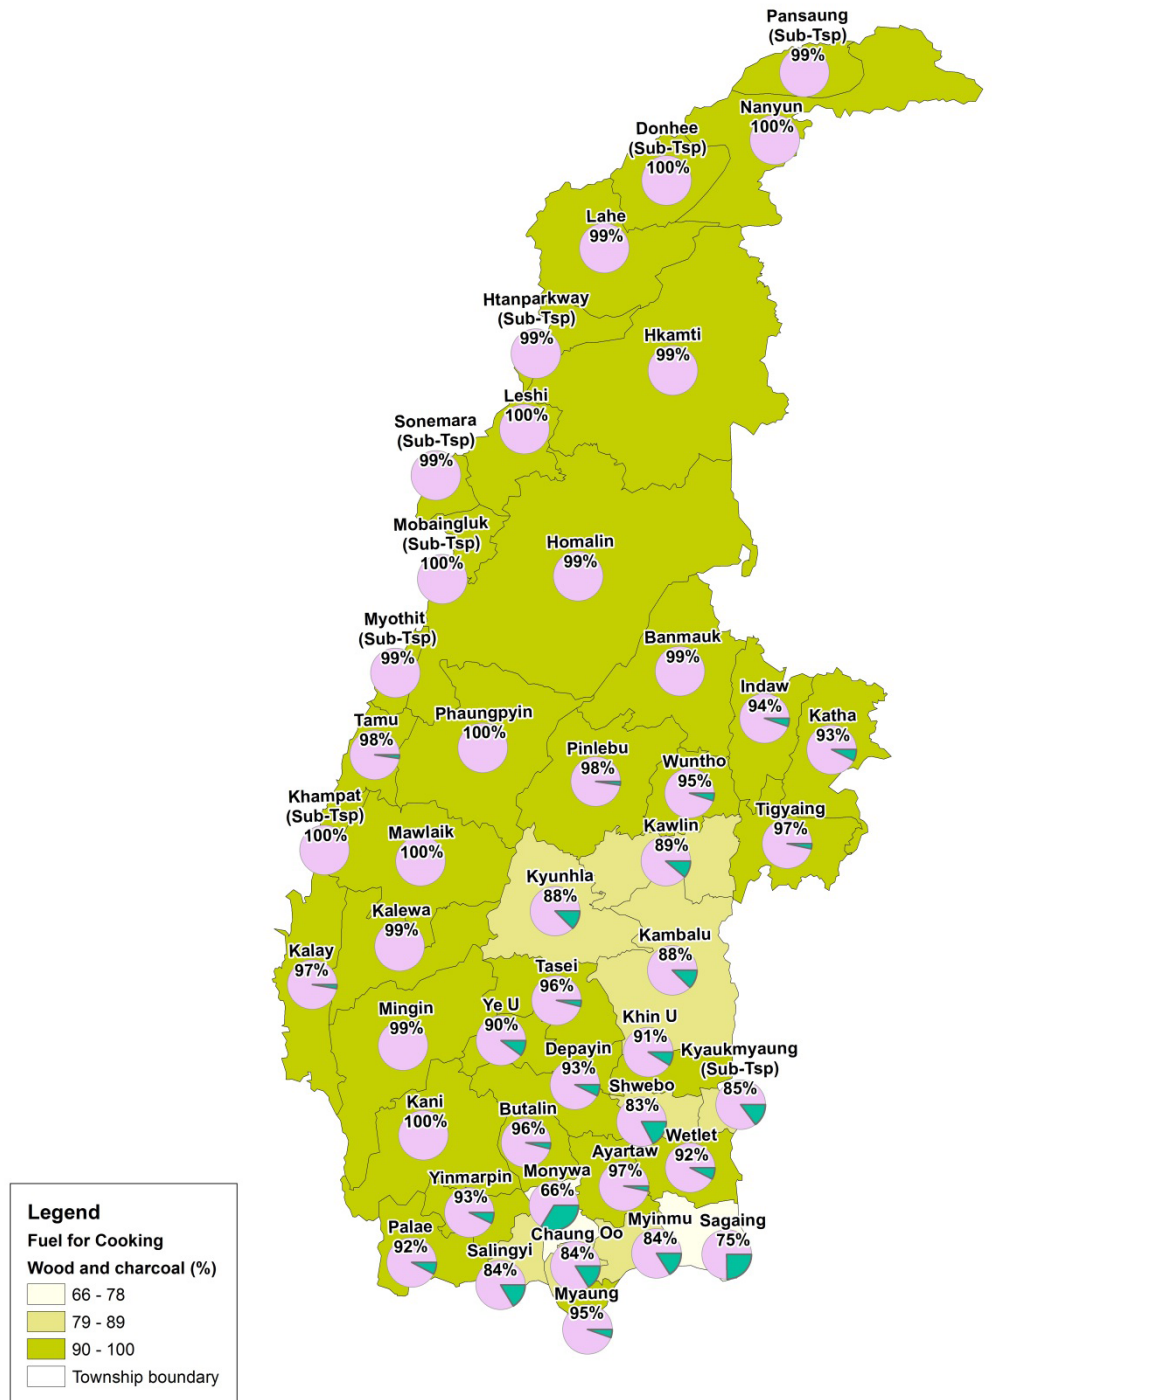 Pansaung
(Sub-Tsp)
99%
Nanyun
100%
Donhee
(Sub-Tsp)
100%
Lahe
99%
Htanparkway
(Sub-Tsp)
99%
Hkamti
99%
Leshi
100%
Sonemara
(Sub-Tsp)
99%
Mobaingluk
(Sub-Tsp)
100%
Homalin
99%
Myothit
(Sub-Tsp)
99%
Banmauk
99%
Indaw
94%
Katha
93%
Tamu
98%
Phaungpyin
100%
Pinlebu
98%
Wuntho
95%
Khampat
(Sub-Tsp)
100%
Mawlaik
100%
Kawlin
89%
Tigyaing
97%
Kyunhla
88%
Kalewa
99%
Kambalu
88%
Kalay
97%
Tasei
96%
Mingin
99%
Ye U
90%
Khin U
91%
Kyaukmyaung
(Sub-Tsp)
85%
Depayin
93%
Shwebo
83%
Kani
100%
Butalin
96%
Wetlet
92%
Ayartaw
97%
Yinmarpin
93%
Monywa
66%
Palae
92%
Salingyi
84%
Chaung Oo
84%
Myinmu
84%
Sagaing
75%
Myaung
95%
Legend
Fuel for Cooking
Wood and charcoal (%)
66 - 78
79 - 89
90 - 100
Township boundary